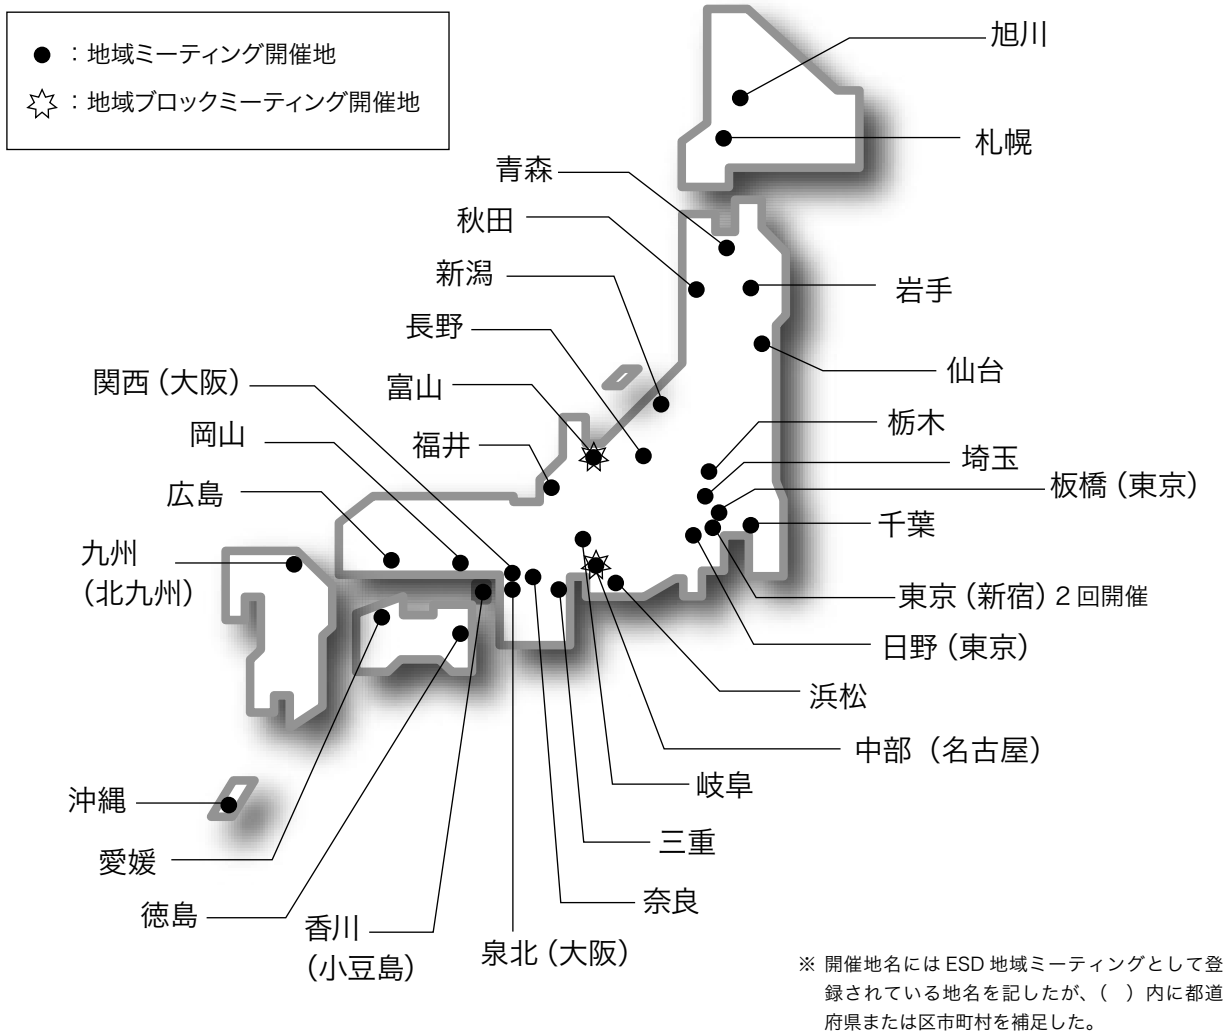 ：地域ミーティング開催地
：地域ブロックミーティング開催地
旭川
札幌
青森
秋田
新潟
長野
岩手
仙台
関西（大阪）
富山
岡山
福井
広島
栃木
埼玉
板橋（東京）
千葉
九州
（北九州）
東京（新宿）２回開催
日野（東京）
浜松
中部（名古屋）
岐阜
沖縄
三重
愛媛
奈良
徳島
香川
（小豆島）
泉北（大阪）
※ 開催地名には ESD 地域ミーティングとして登
録されている地名を記したが、（　）内に都道
府県または区市町村を補足した。